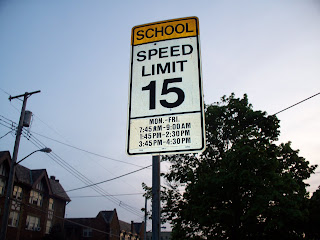 SCHOOL
SPEED
LIMIT
15
MON.-FRI.
7:45 AM-9:00 AM
1:45 PM-2:30 PM
3:45 PM-4:30 PM